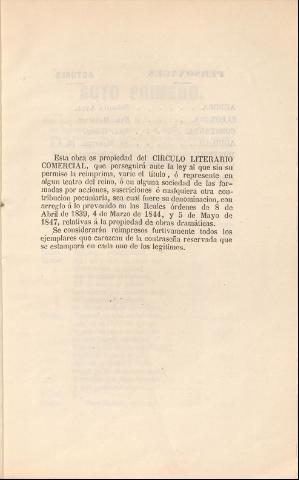 Esta obra es propiedad del CIRCULO LITERARIO
COMERCIAL, que perseguirá ante la ley al que sin su
permiso la reimprima, varíe el título, ó represente en
algun teatro del reino, ó en alguna sociedad de las for-
madas por acciones, suscriciones ó cualquiera otra con-
tribucion pecuniaria, sea cual fuere su denominacion, con
arreglo á lo prevenido en las Reales órdenes de 8 de
Abril de 1839, 4 de Marzo de 1844, y 5 de Mayo de
1847, relativas á la propiedad de obras dramáticas.
Se considerarán reimpresos furtivamente todos los
ejemplares que carezcan de la contraseña reservada que
se estampará en cada uno de los legítimos.